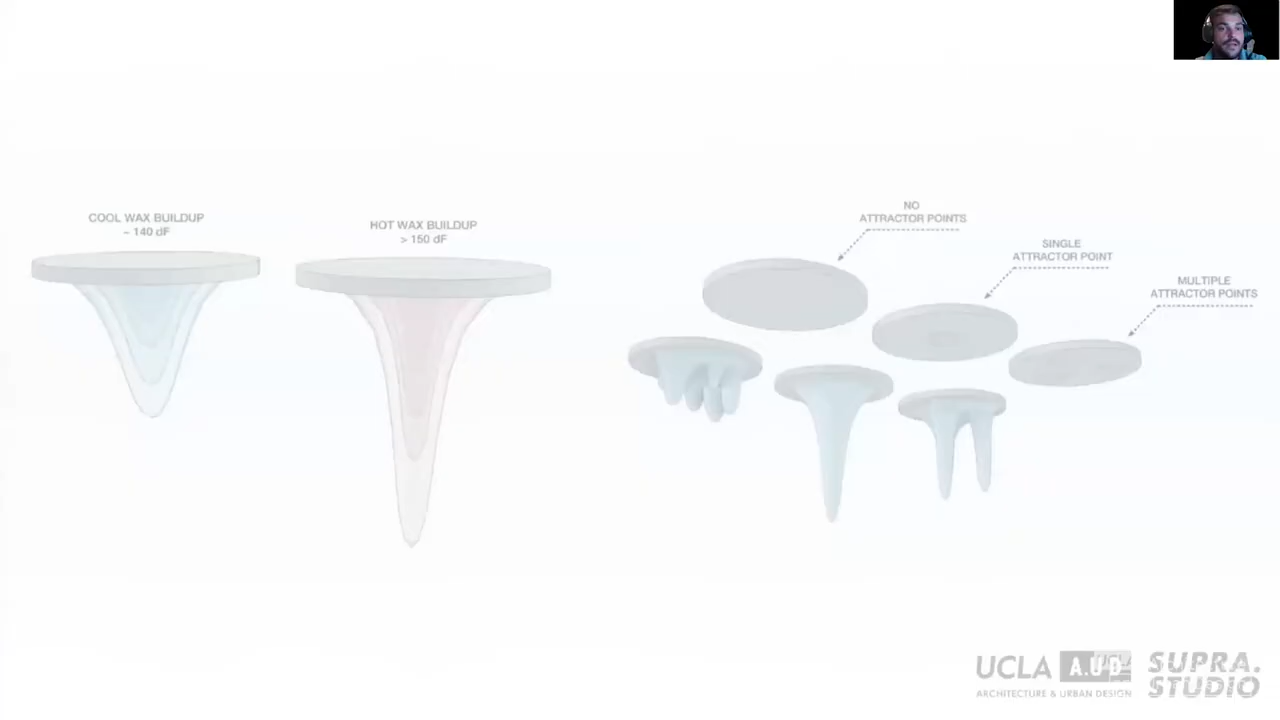 COOL WAX BUILDUP
~ 140 dF
HOT WAX BUILDUP
> 150 dF
NO
ATTRACTOR POINTS
SINGLE
ATTRACTOR POINT
MULTIPLE
ATTRACTOR POINTS
UCLA A.UD
ARCHITECTURE & URBAN DESIGN
SUPRA.
STUDIO